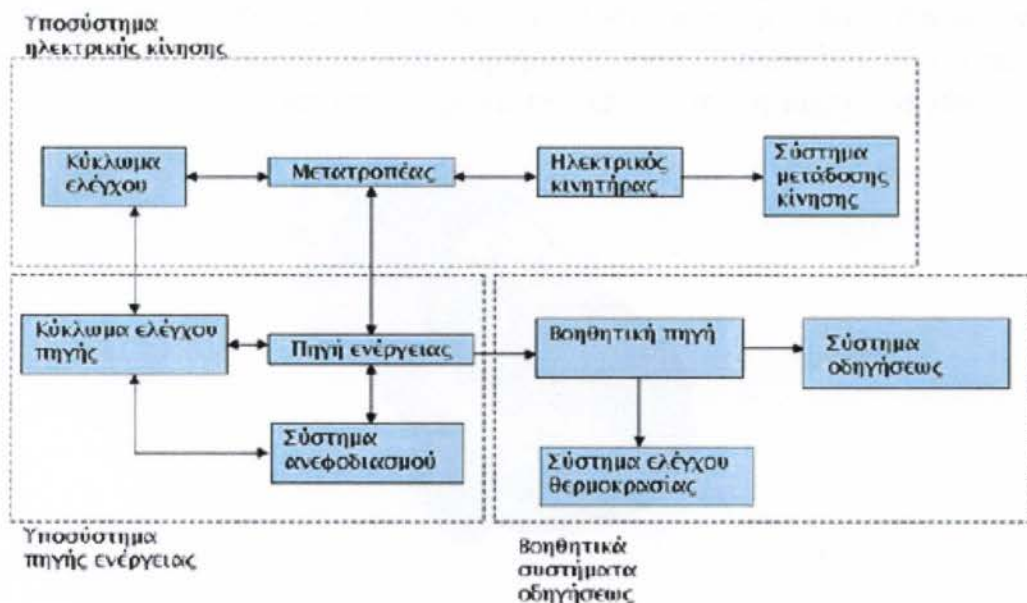 Υποσύστημα
ηλεκτρικής κίνησης
Κύκλωμα
ελέγχου
Μετατροπέας
Ηλεκτρικός
κινητήρας
Σύστημα
μετάδοσης
κίνησης
Κύκλωμα ελέγχου
πηγής
Πηγή ενέργειας
Βοηθητική πηγή
Σύστημα
οδηγήσεως
Σύστημα
ανεφοδιασμού
Σύστημα ελέγχου
θερμοκρασίας
Υποσύστημα
πηγής ενέργειας
Βοηθητικά
συστήματα
οδηγήσεως